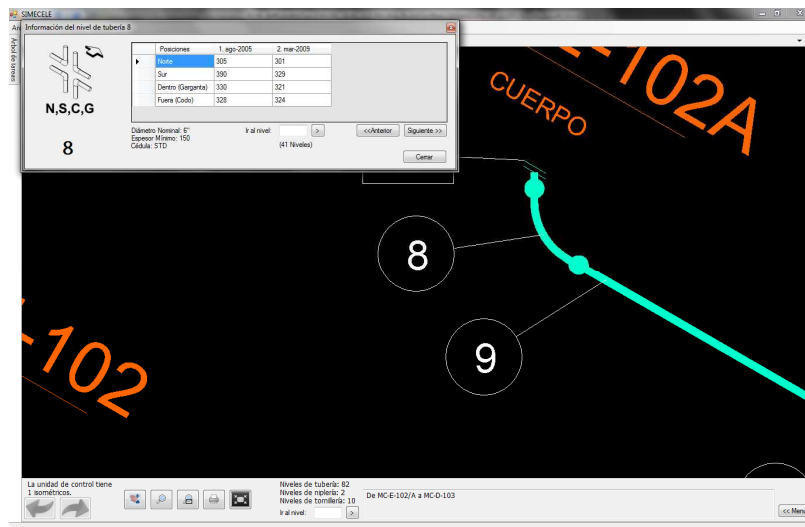 SIMECELE
Información del nivel de tubería 8
Árbol de tareas
Posiciones 1. ago-2005 2. mar-2009
Norte 305 301
Sur 390 329
Dentro (Garganta) 330 321
Fuera (Codo) 328 324
N,S,C,G
8
Diámetro Nominal: 6"
Espesor Mínimo: 150
Cédula: STD
Ir al nivel: >
(41 Niveles)
<<Anterior Siguiente >>
Cerrar
-102A
CUERPO
8
9
-102
La unidad de control tiene
1 isométricos.
Niveles de tubería: 82
Niveles de niplería: 2
Niveles de tornillería: 10
Ir al nivel: >
De MC-E-102/A a MC-D-103
<< Menú